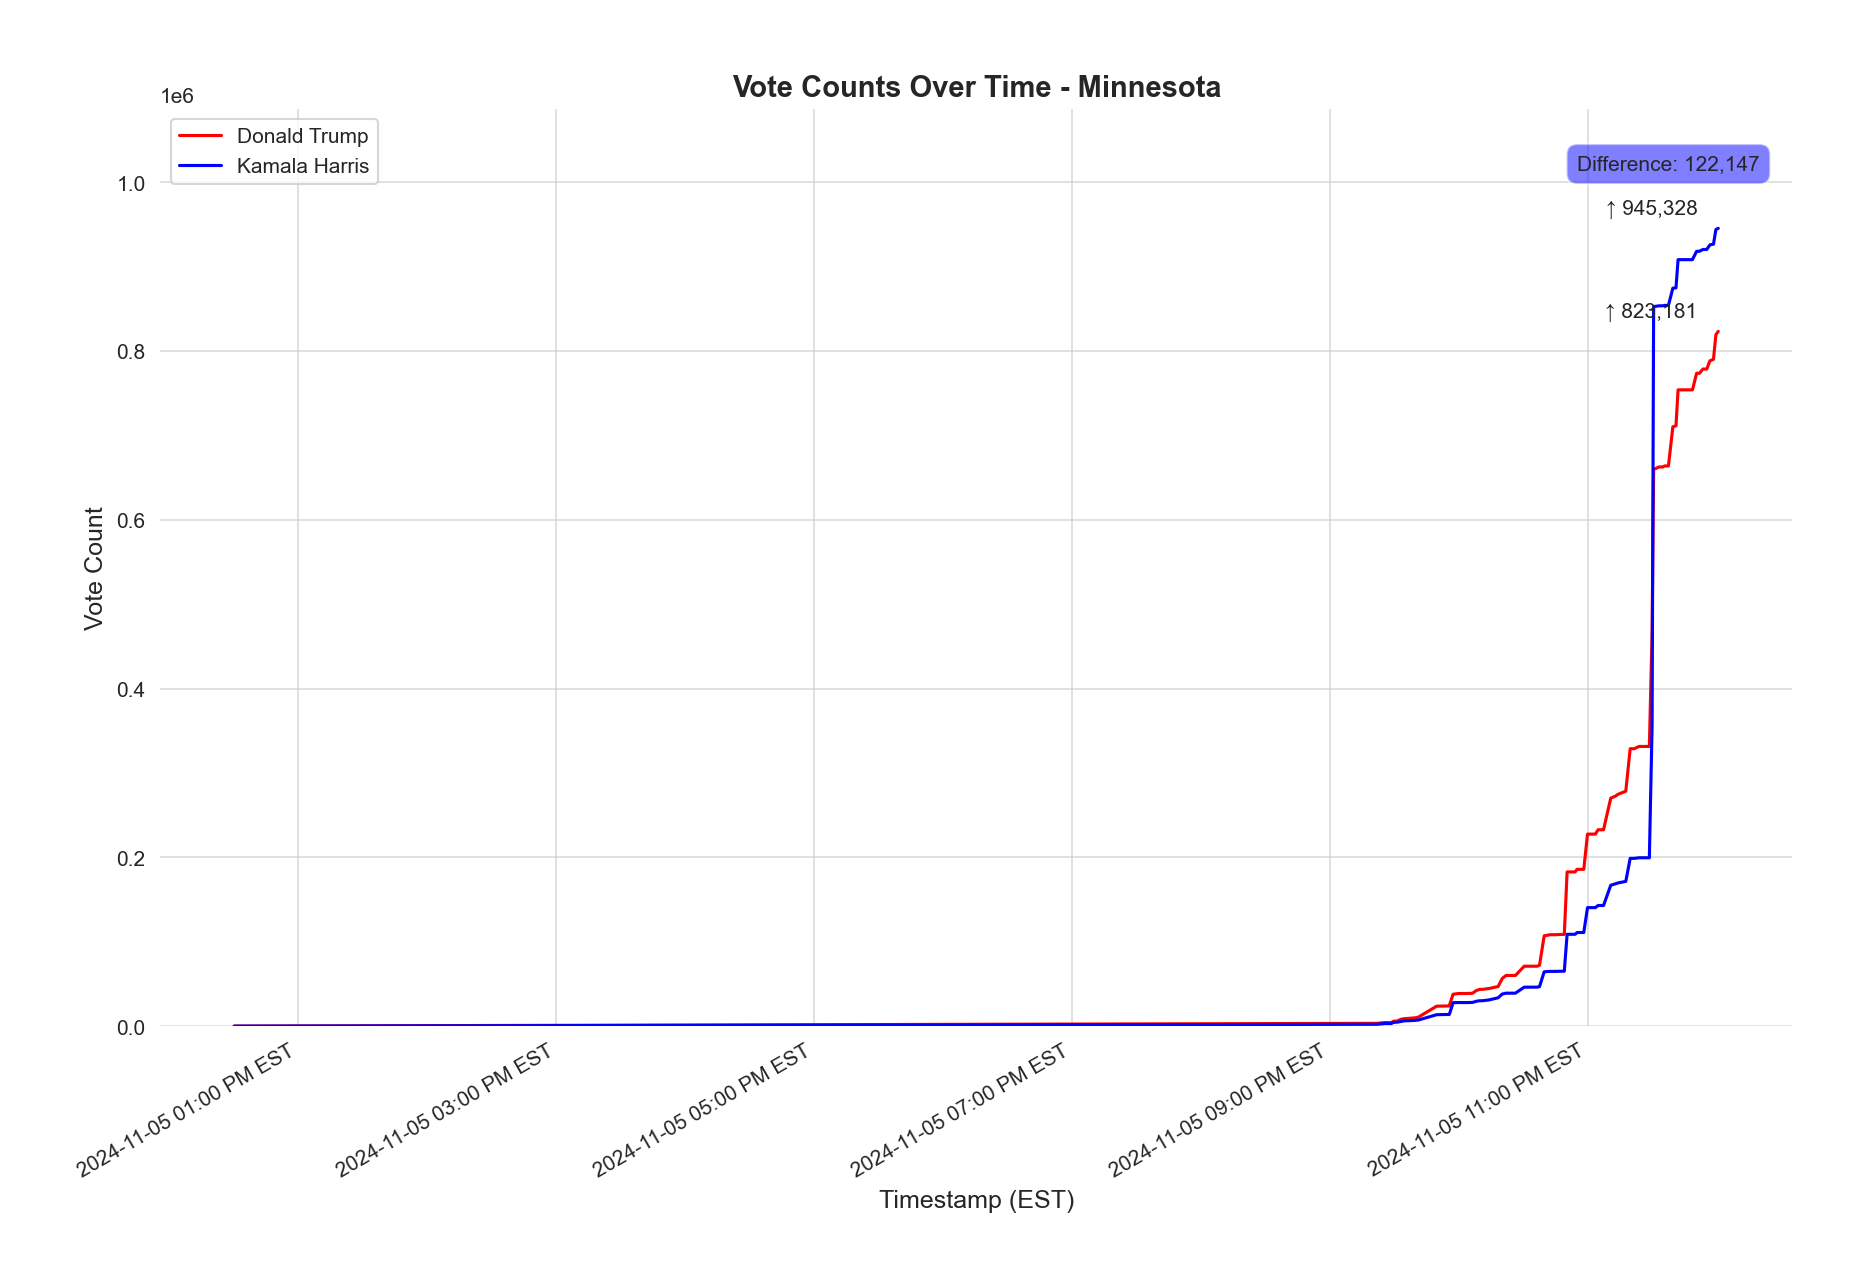 Vote Counts Over Time - Minnesota
1e6
Donald Trump
Kamala Harris
Difference: 122,147
↑ 945,328
↑ 823,181
1.0
0.8
0.6
0.4
0.2
0.0
Vote Count
2024-11-05 01:00 PM EST
2024-11-05 03:00 PM EST
2024-11-05 05:00 PM EST
2024-11-05 07:00 PM EST
2024-11-05 09:00 PM EST
2024-11-05 11:00 PM EST
Timestamp (EST)